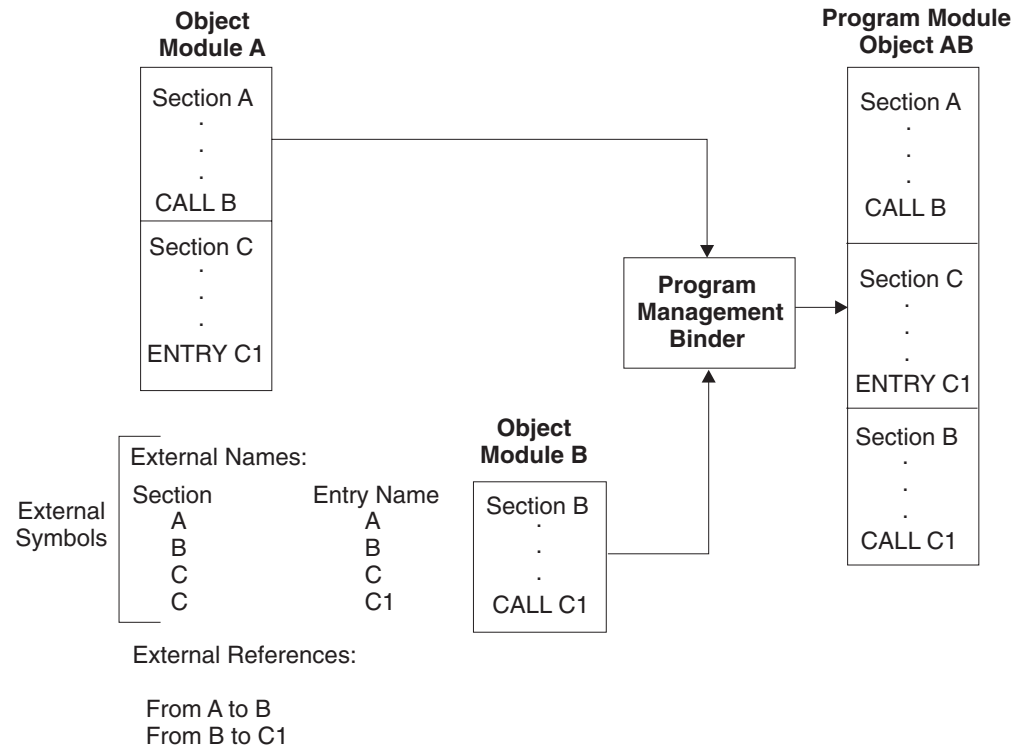 Object
Module A
Section A
.
.
.
CALL B
Section C
.
.
.
ENTRY C1
Program Module
Object AB
Section A
.
.
.
CALL B
Section C
.
.
.
ENTRY C1
Section B
.
.
.
CALL C1
Program
Management
Binder
Object
Module B
Section B
.
.
.
CALL C1
External
Symbols
External Names:
Section Entry Name
A A
B B
C C
C C1
External References:
From A to B
From B to C1